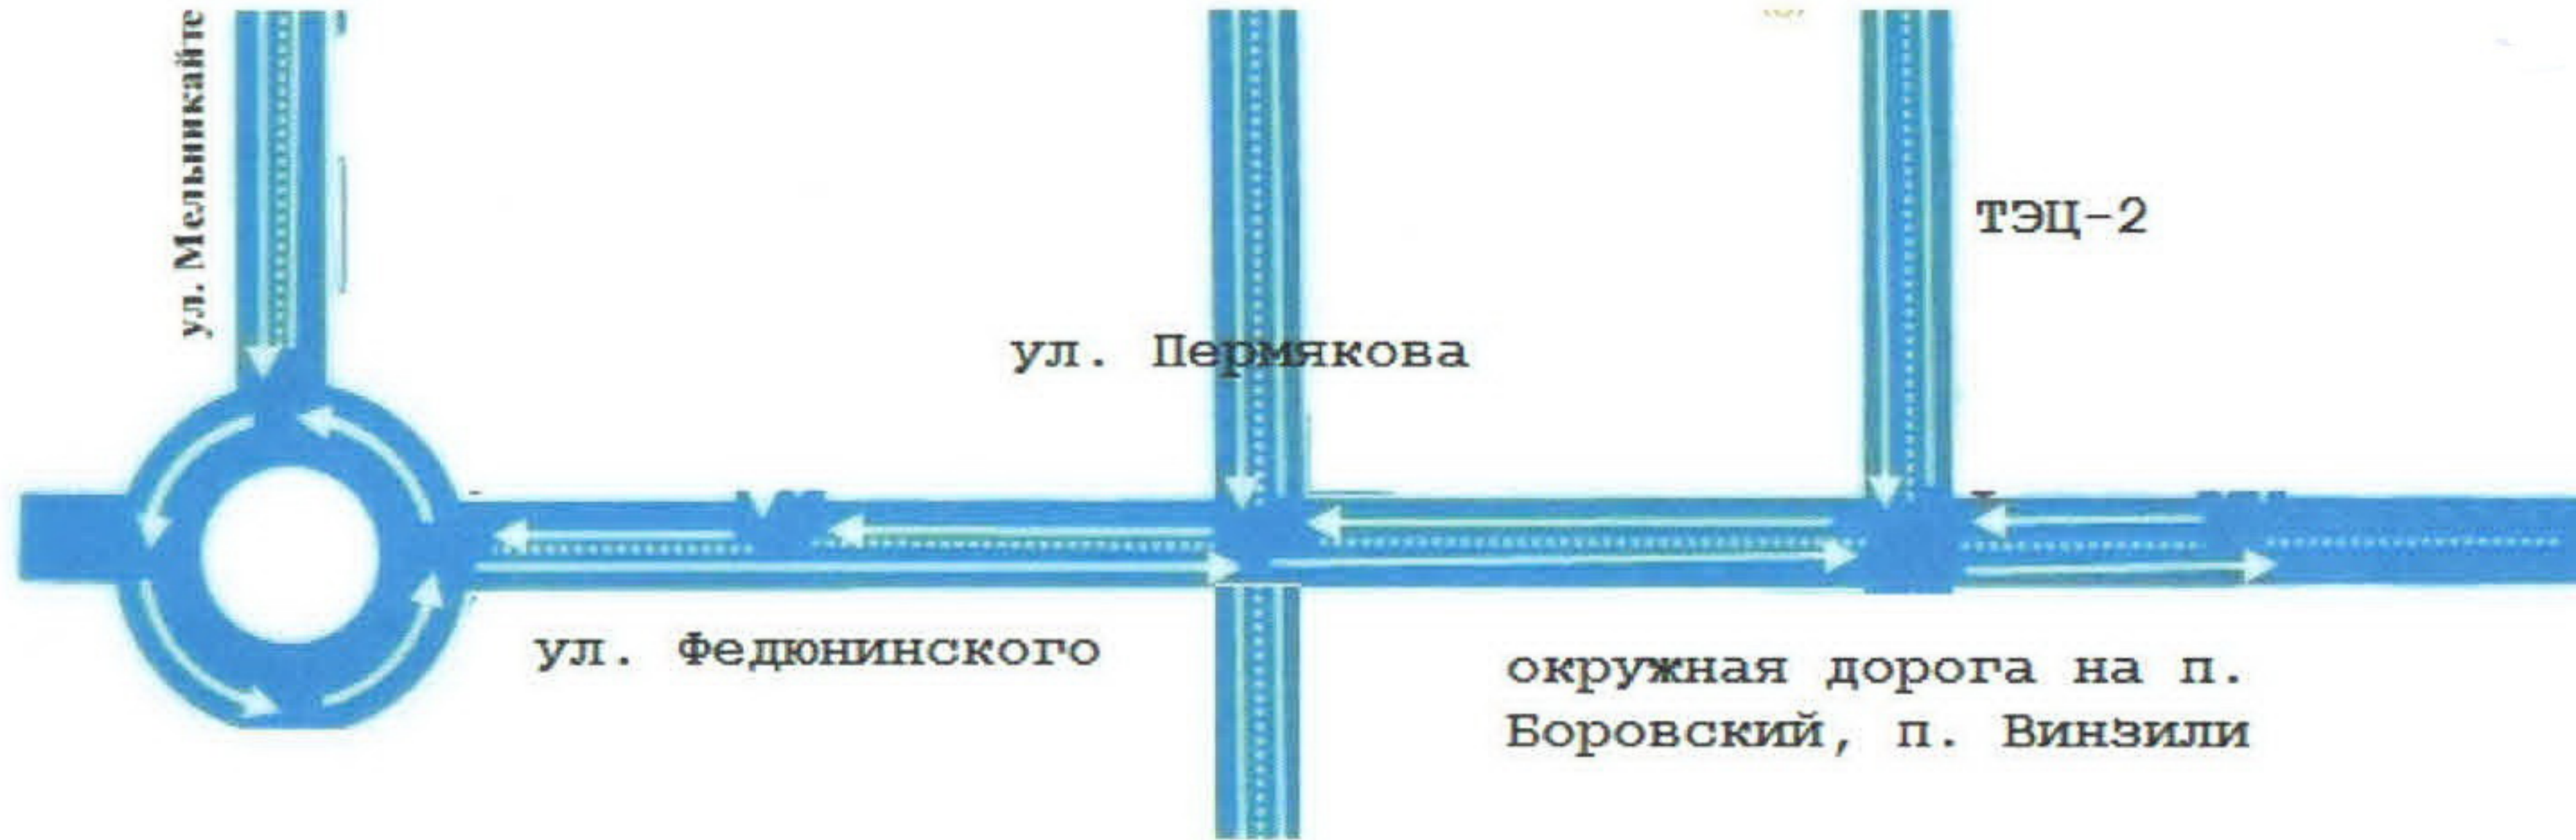 ул. Мельникайте
ТЭЦ-2
ул. Пермякова
ул. Федюнинского
окружная дорога на п.
Боровский, п. Винзили